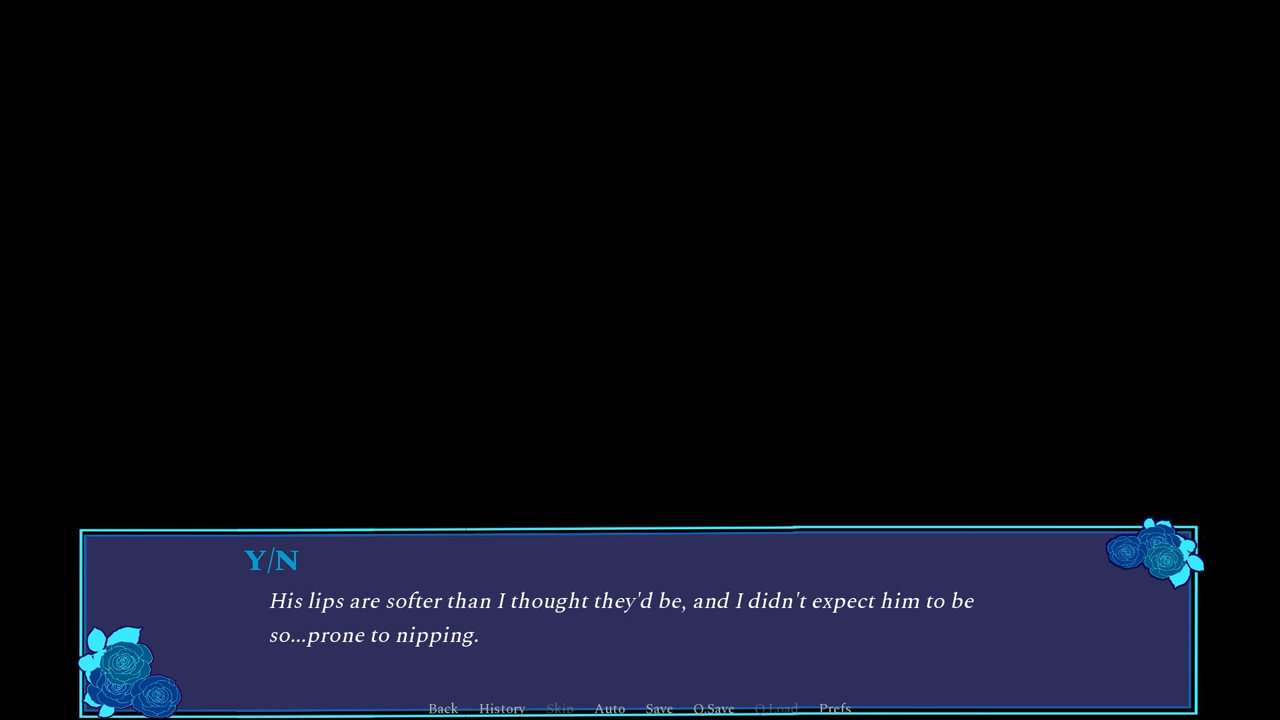 Y/N
His lips are softer than I thought they'd be, and I didn't expect him to be
so...prone to nipping.
Back History Skip Auto Save Q.Save Q.Load Prefs